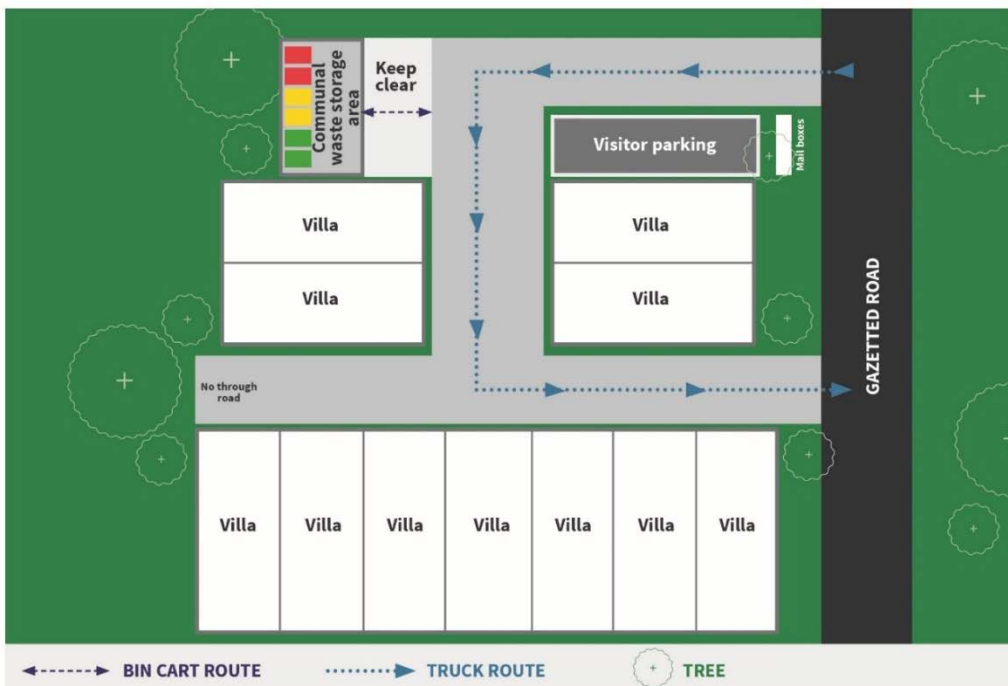 Communal
waste storage
area
Keep
clear
Visitor parking
Mail boxes
Villa
Villa
Villa
Villa
GAZETTED ROAD
No through
road
Villa
Villa
Villa
Villa
Villa
Villa
Villa
BIN CART ROUTE
TRUCK ROUTE
TREE